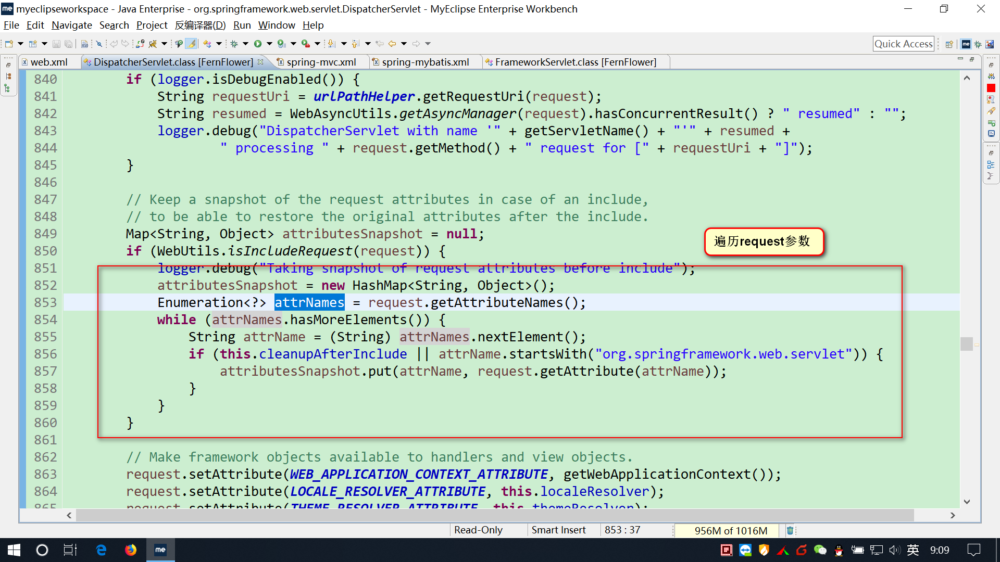 me myeclipseworkspace - Java Enterprise - org.springframework.web.servlet.DispatcherServlet - MyEclipse Enterprise Workbench
File Edit Navigate Search Project 反编译器(D) Run Window Help
Quick Access me
web.xml DispatcherServlet.class [FernFlower] spring-mvc.xml spring-mybatis.xml FrameworkServlet.class [FernFlower]
840 if (logger.isDebugEnabled()) {
841 String requestUri = urlPathHelper.getRequestUri(request);
842 String resumed = WebAsyncUtils.getAsyncManager(request).hasConcurrentResult() ? " resumed" : "";
843 logger.debug("DispatcherServlet with name '" + getServletName() + "'" + resumed +
844 " processing " + request.getMethod() + " request for [" + requestUri + "]");
845 }
846
847 // Keep a snapshot of the request attributes in case of an include,
848 // to be able to restore the original attributes after the include.
849 Map<String, Object> attributesSnapshot = null;
遍历request参数
850 if (WebUtils.isIncludeRequest(request)) {
851 logger.debug("Taking snapshot of request attributes before include");
852 attributesSnapshot = new HashMap<String, Object>();
853 Enumeration<?> attrNames = request.getAttributeNames();
854 while (attrNames.hasMoreElements()) {
855 String attrName = (String) attrNames.nextElement();
856 if (this.cleanupAfterInclude || attrName.startsWith("org.springframework.web.servlet")) {
857 attributesSnapshot.put(attrName, request.getAttribute(attrName));
858 }
859 }
860 }
861
862 // Make framework objects available to handlers and view objects.
863 request.setAttribute(WEB_APPLICATION_CONTEXT_ATTRIBUTE, getWebApplicationContext());
864 request.setAttribute(LOCALE_RESOLVER_ATTRIBUTE, this.localeResolver);
865 request.setAttribute(THEME_RESOLVER_ATTRIBUTE, this.themeResolver);
Read-Only Smart Insert 853 : 37 956M of 1016M
me 英 9:09